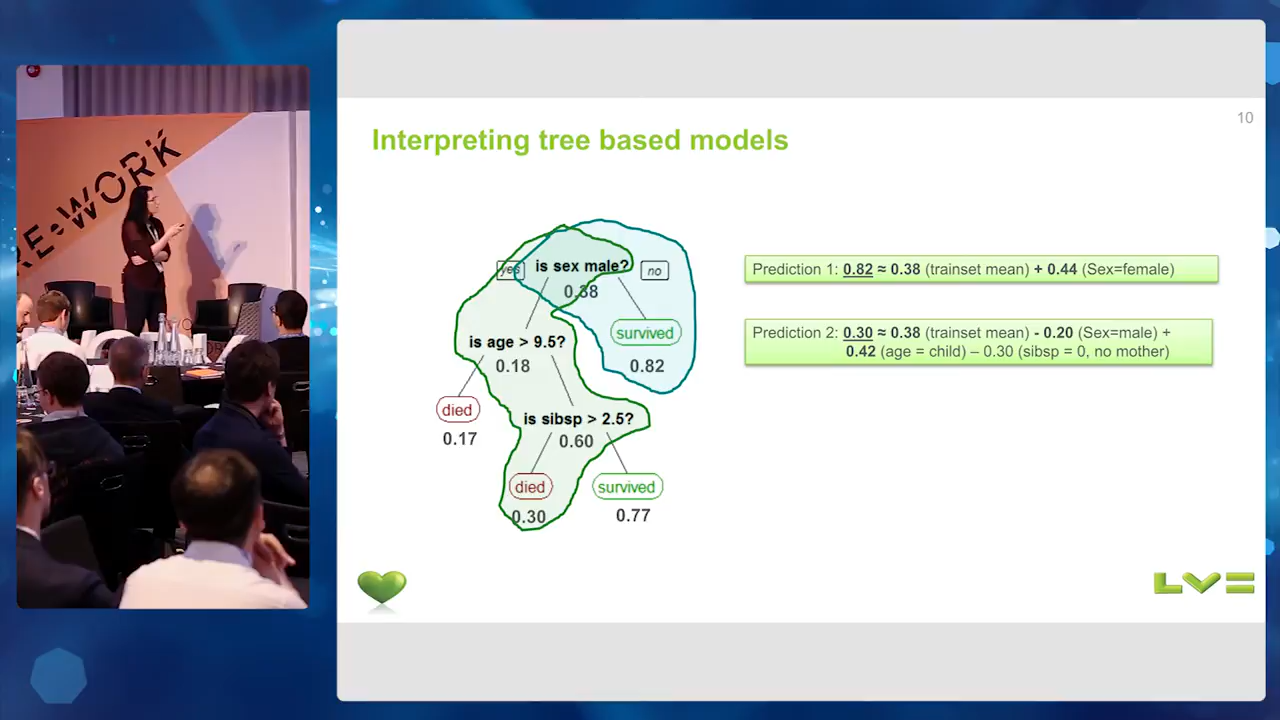 RE•WORK
10
Interpreting tree based models
yes
is sex male?
no
0.38
survived
0.82
is age > 9.5?
0.18
died
0.17
is sibsp > 2.5?
0.60
died
0.30
survived
0.77
Prediction 1: 0.82 ≈ 0.38 (trainset mean) + 0.44 (Sex=female)
Prediction 2: 0.30 ≈ 0.38 (trainset mean) - 0.20 (Sex=male) +
0.42 (age = child) – 0.30 (sibsp = 0, no mother)
LV=